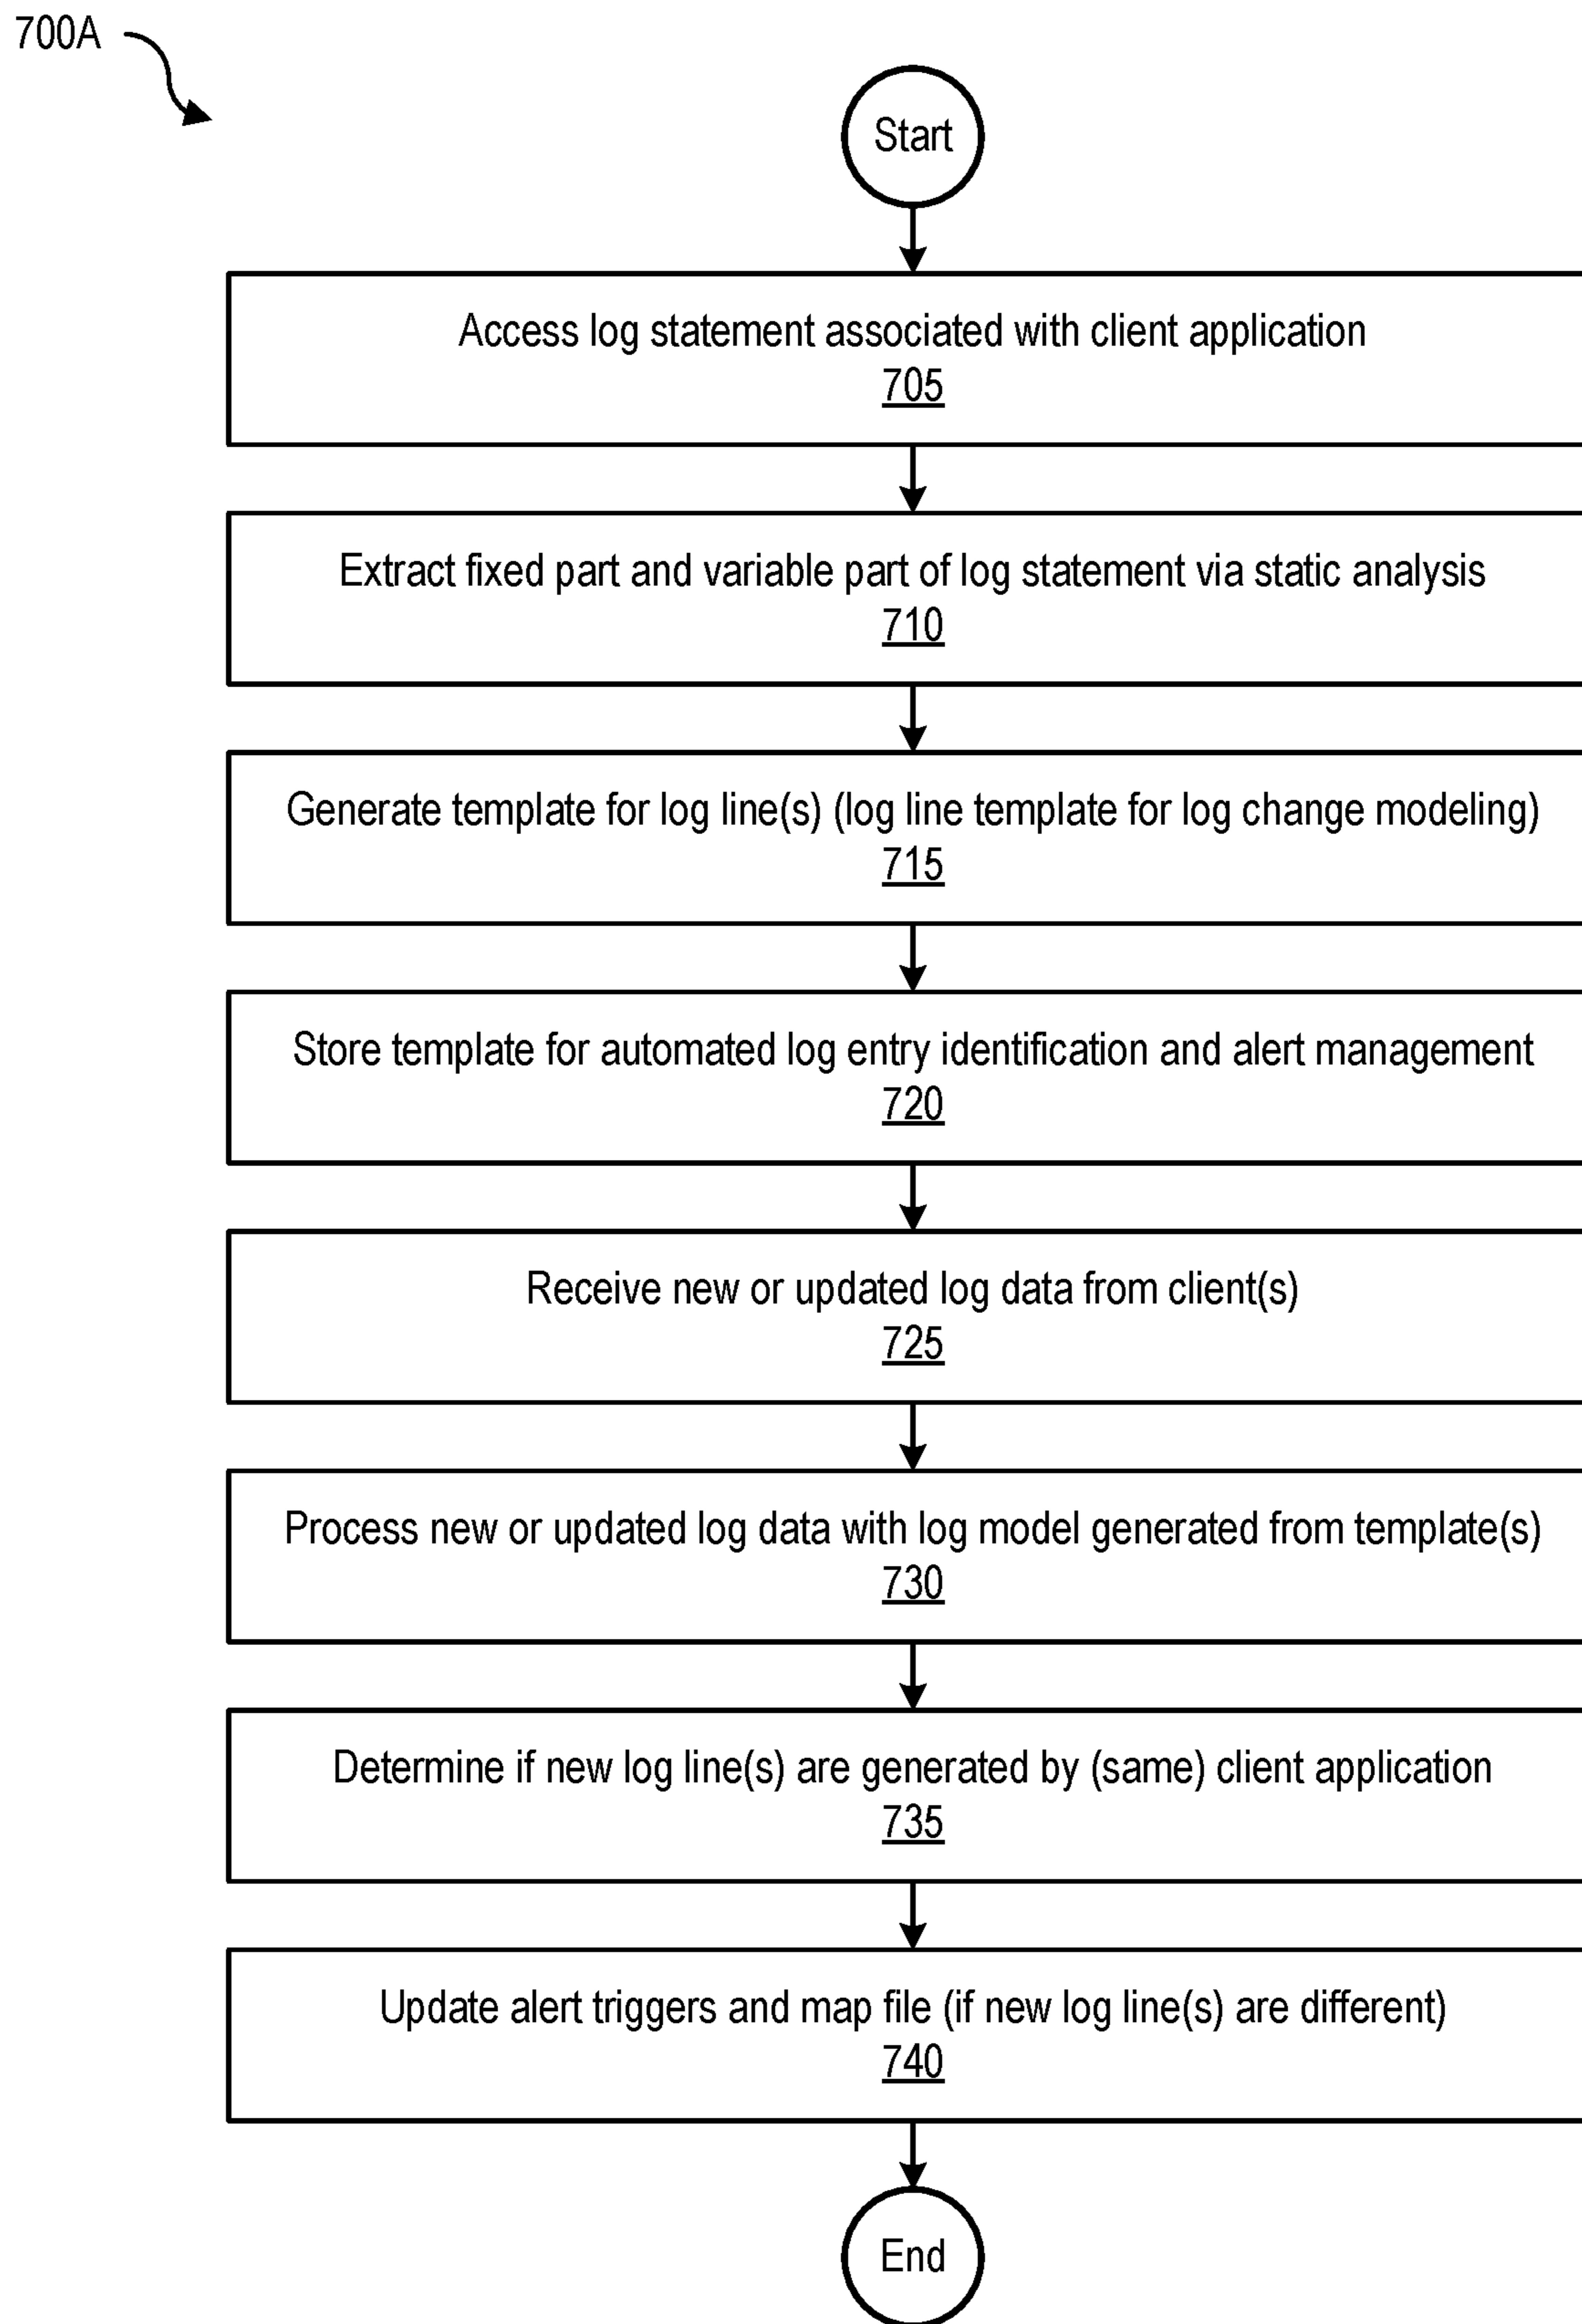 700A
Start
Access log statement associated with client application
705
Extract fixed part and variable part of log statement via static analysis
710
Generate template for log line(s) (log line template for log change modeling)
715
Store template for automated log entry identification and alert management
720
Receive new or updated log data from client(s)
725
Process new or updated log data with log model generated from template(s)
730
Determine if new log line(s) are generated by (same) client application
735
Update alert triggers and map file (if new log line(s) are different)
740
End